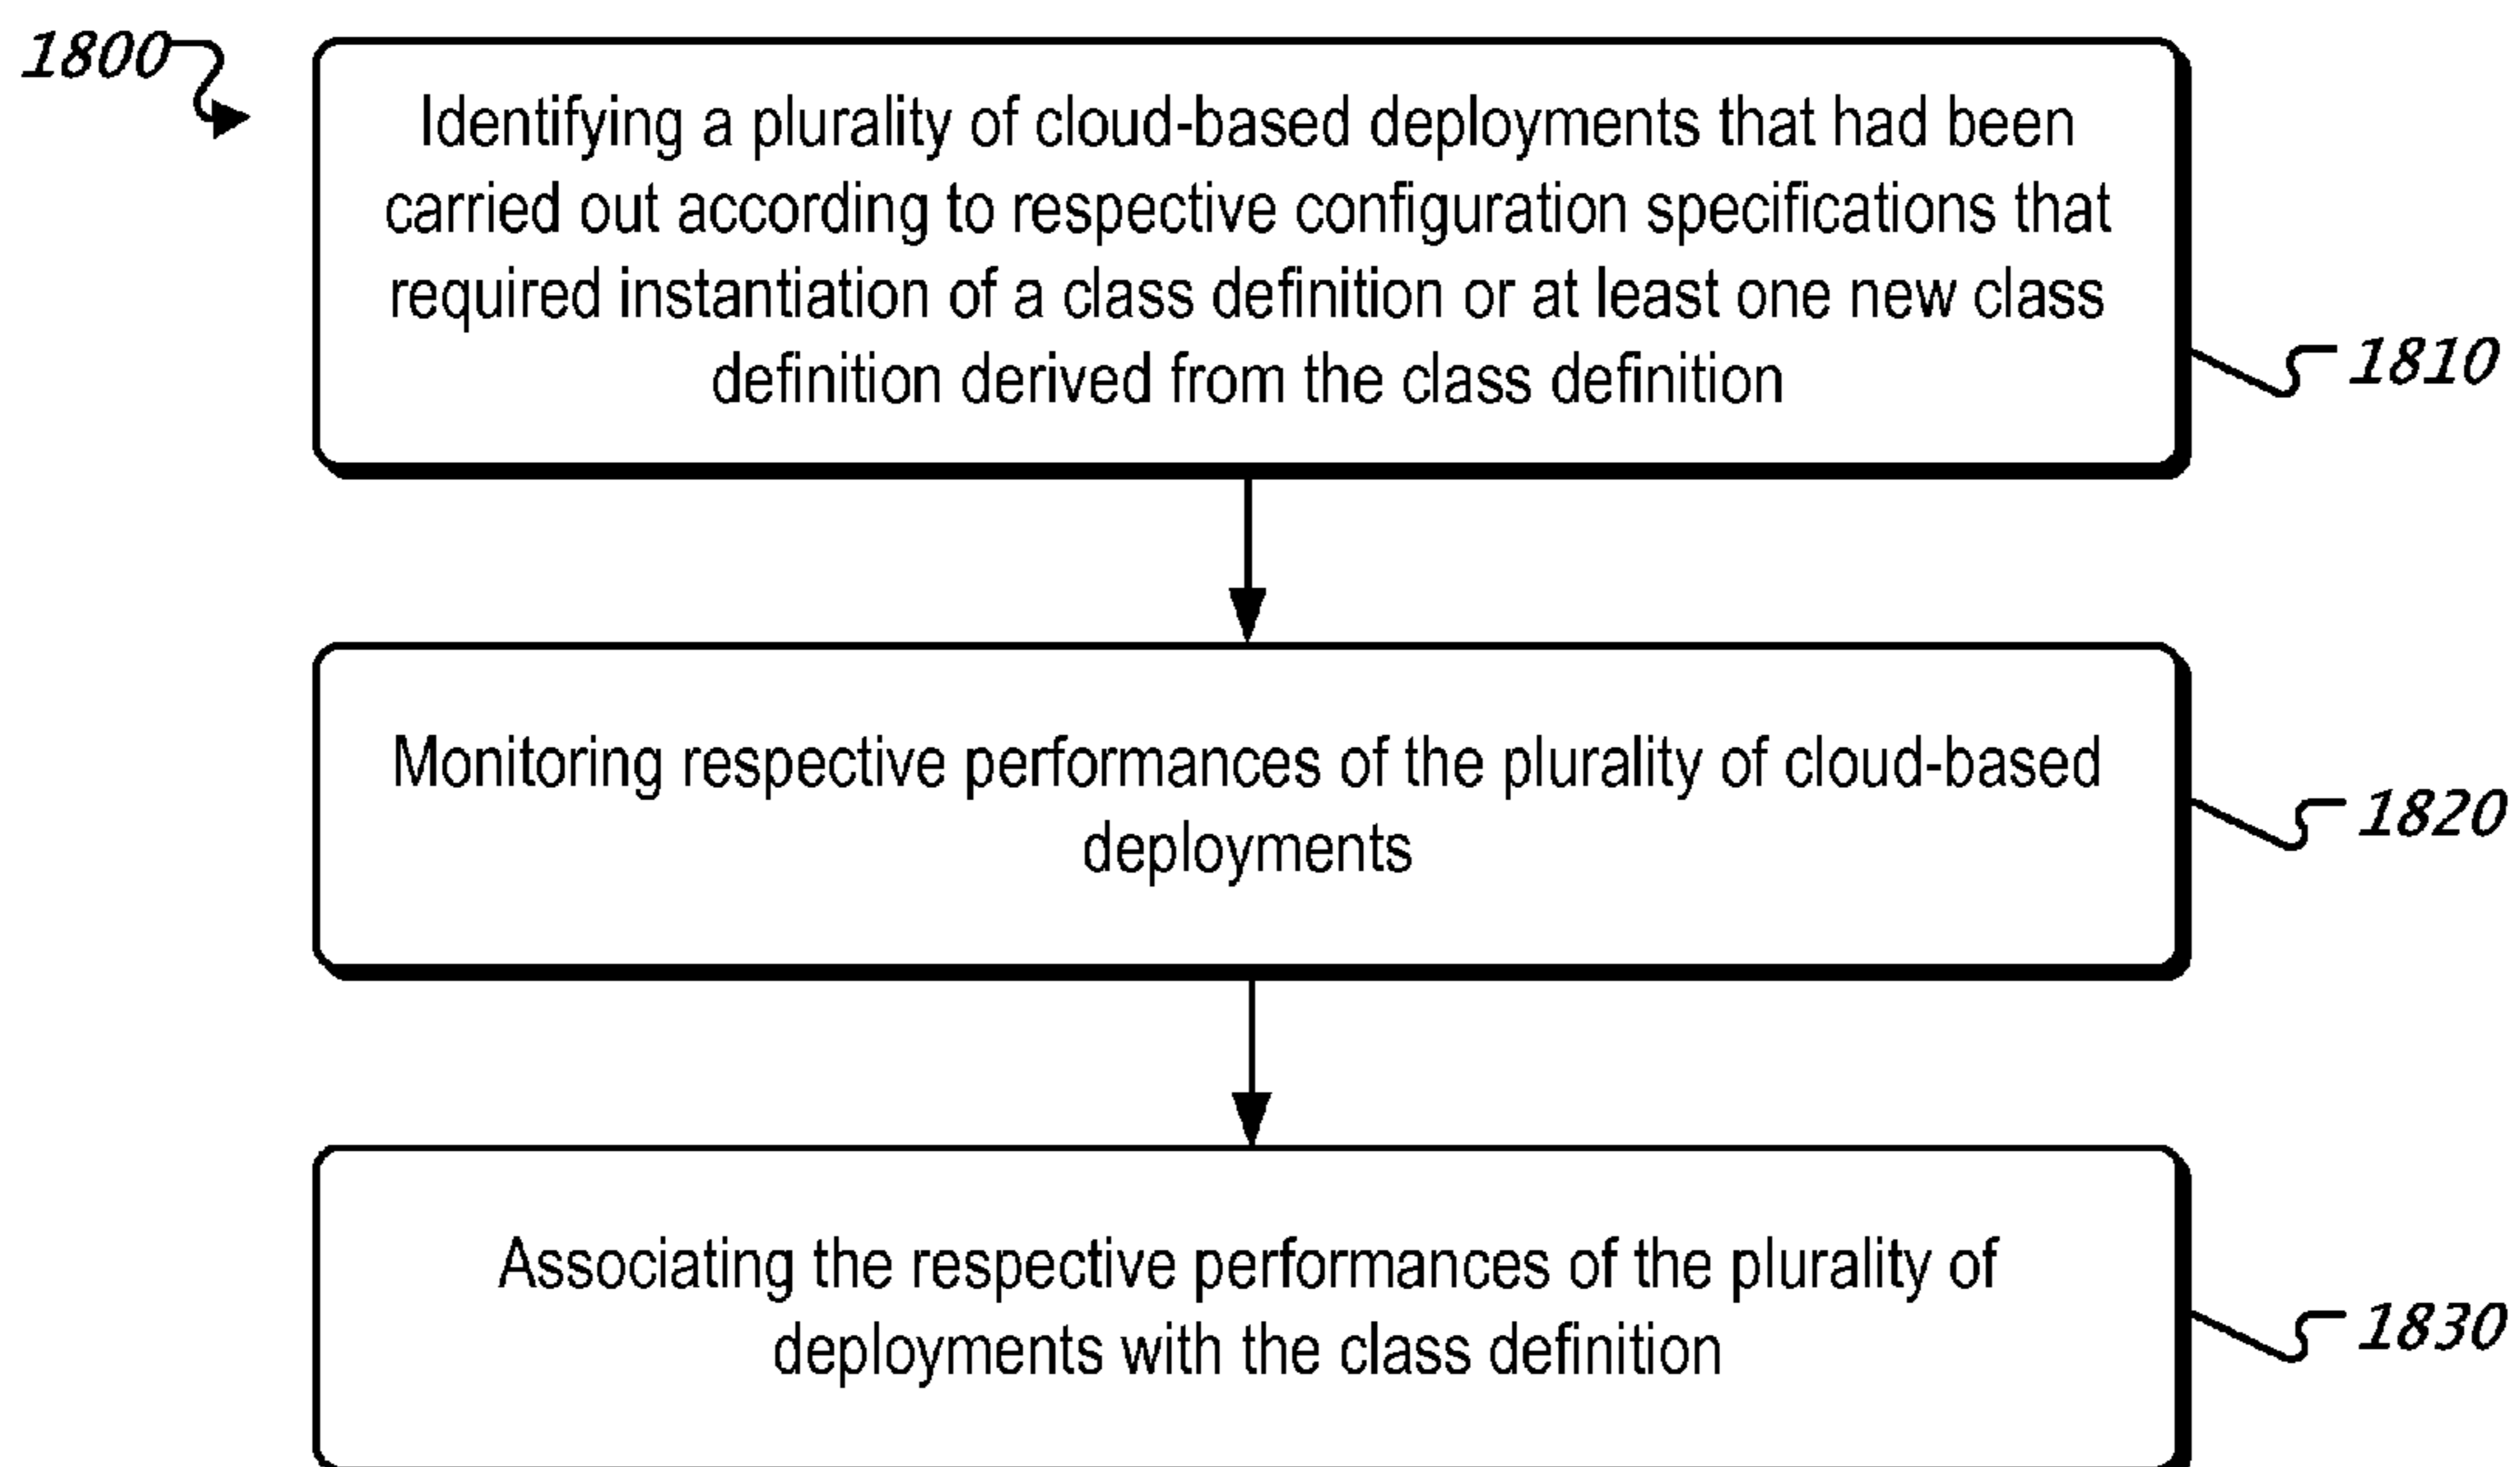 1800
Identifying a plurality of cloud-based deployments that had been
carried out according to respective configuration specifications that
required instantiation of a class definition or at least one new class
definition derived from the class definition
1810
Monitoring respective performances of the plurality of cloud-based
deployments
1820
Associating the respective performances of the plurality of
deployments with the class definition
1830